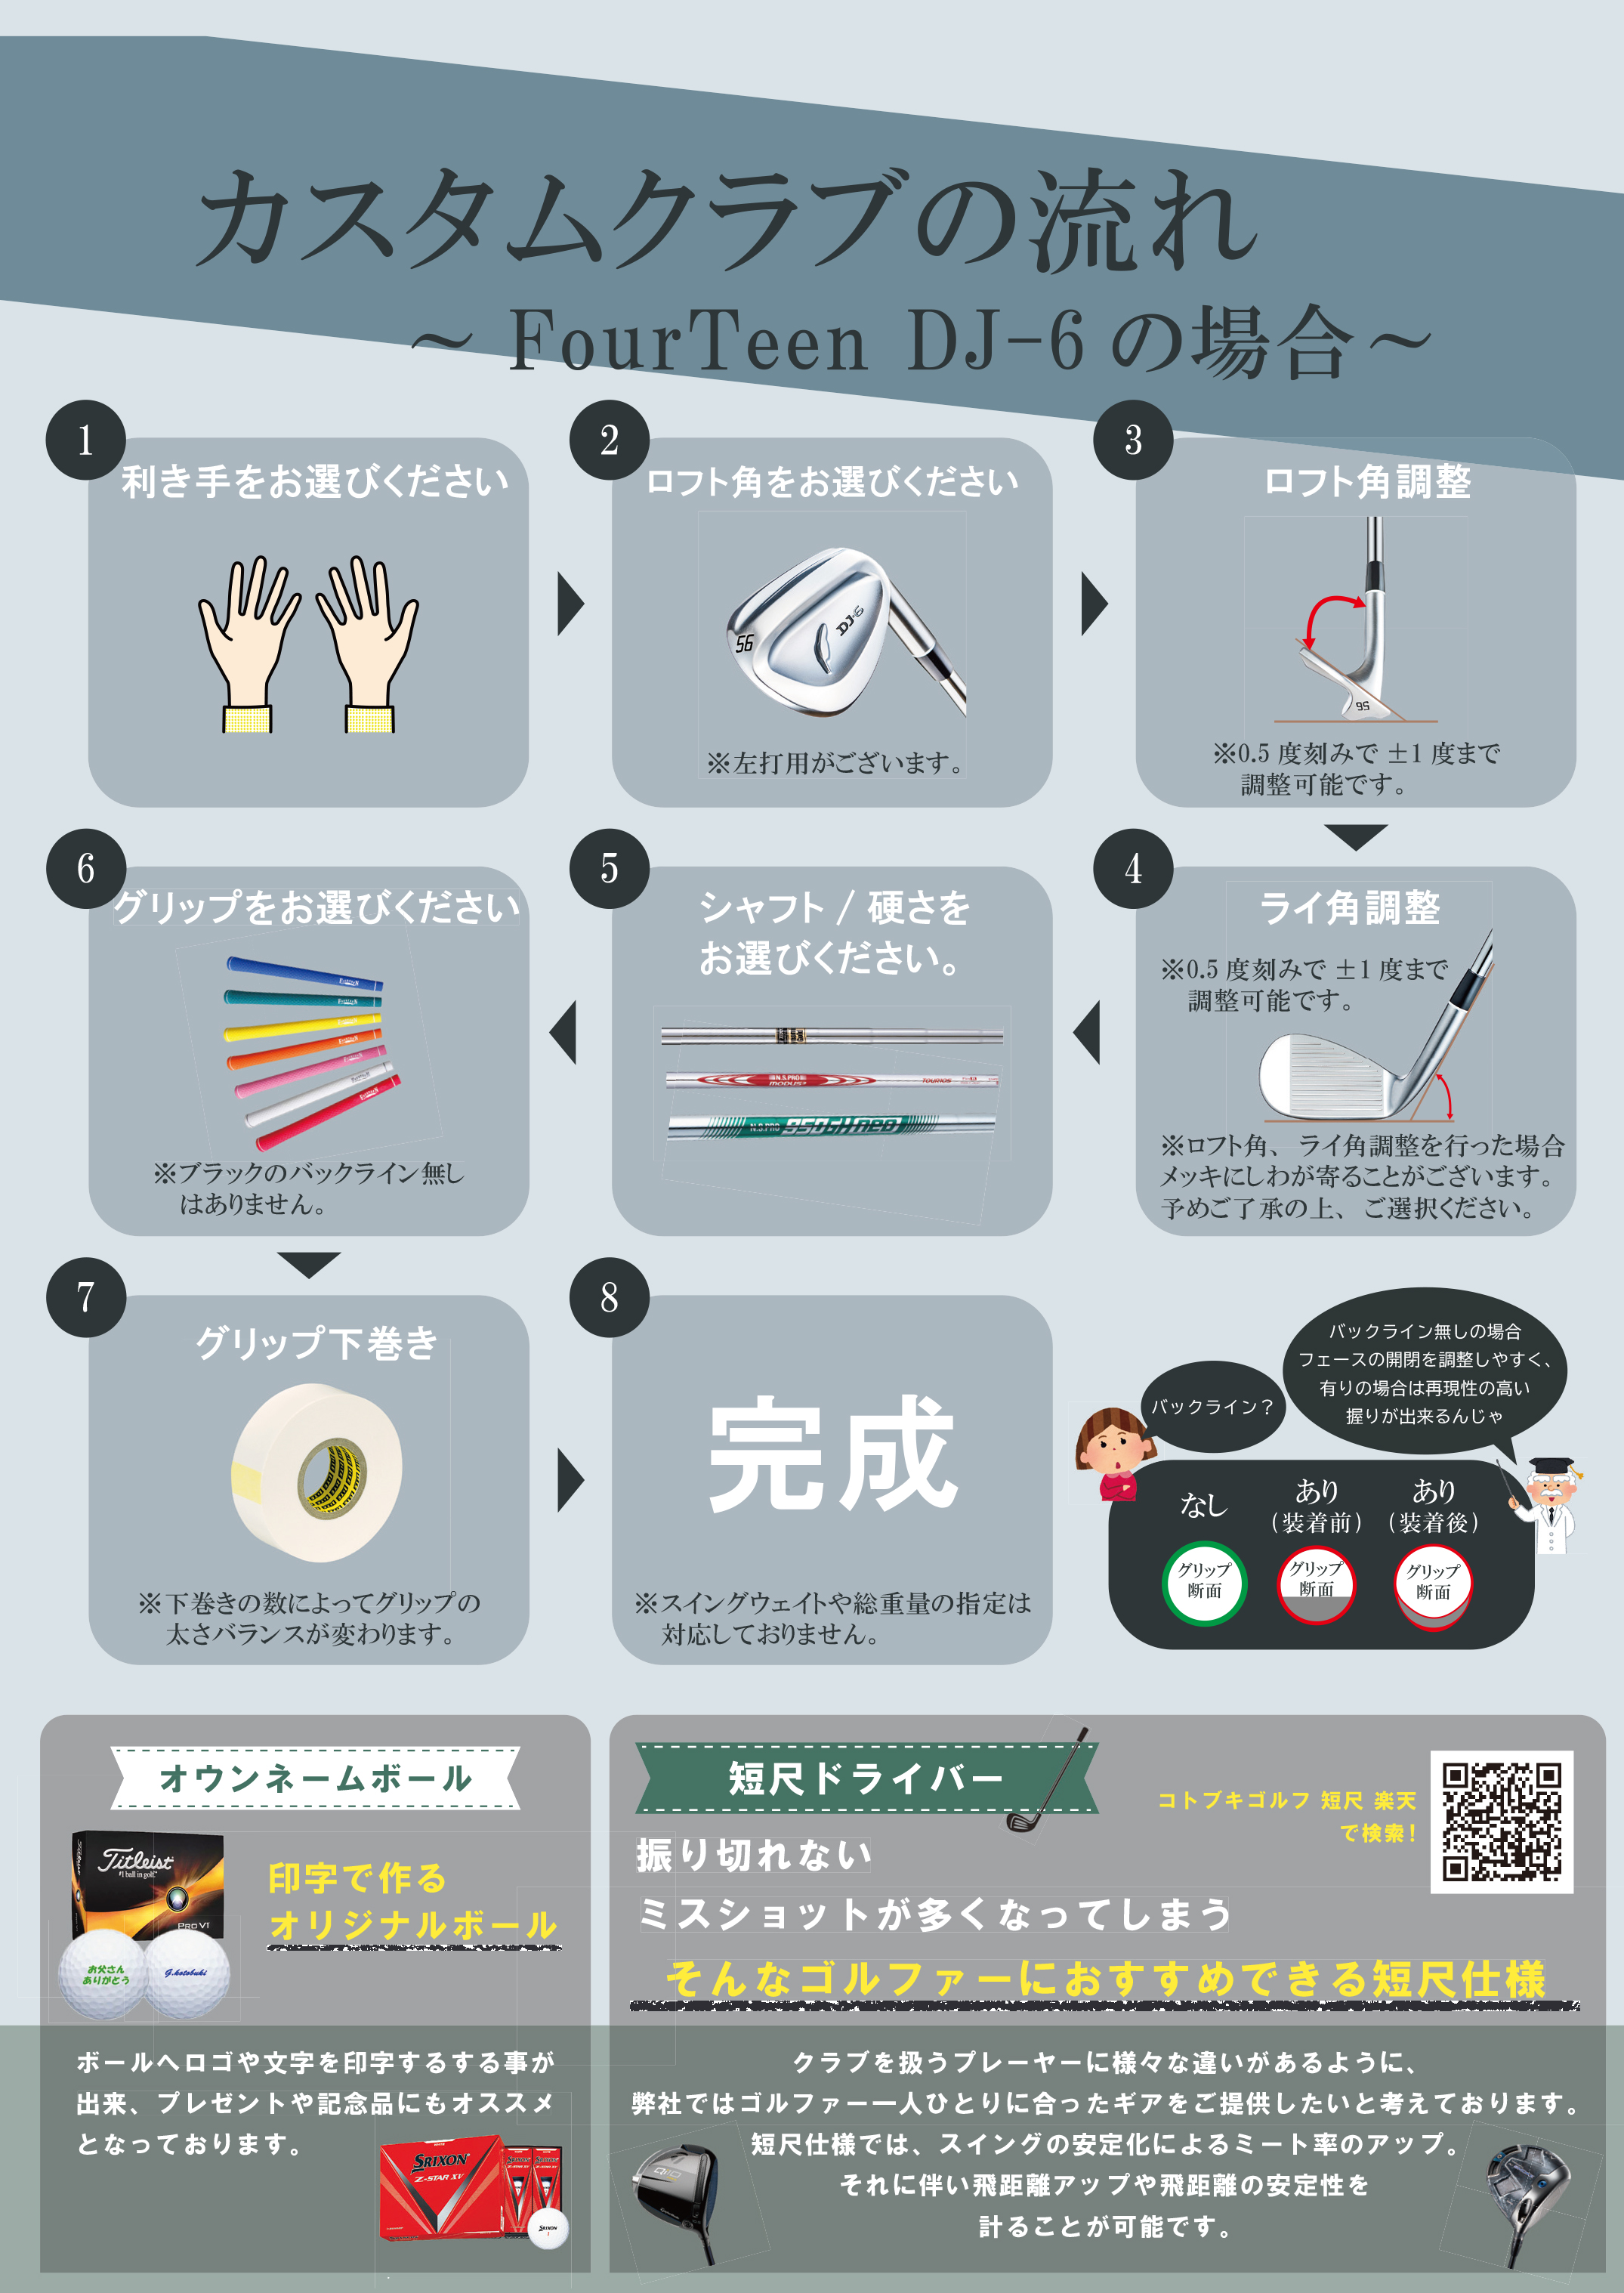 カスタムクラブの流れ
～ FourTeen DJ-6 の場合～
1
利き手をお選びください
2
ロフト角をお選びください
56
DJ-6
※左打用がございます。
3
ロフト角調整
56
※0.5 度刻みで ±1 度まで
調整可能です。
4
ライ角調整
※0.5 度刻みで ±1 度まで
調整可能です。
※ロフト角、ライ角調整を行った場合
メッキにしわが寄ることがございます。
予めご了承の上、ご選択ください。
5
シャフト / 硬さを
お選びください。
N.S.PRO
MODUS³
TOUR105
N.S.PRO 950GH neo
6
グリップをお選びください
※ブラックのバックライン無し
はありません。
7
グリップ下巻き
※下巻きの数によってグリップの
太さバランスが変わります。
8
完成
※スイングウェイトや総重量の指定は
対応しておりません。
バックライン？
バックライン無しの場合
フェースの開閉を調整しやすく、
有りの場合は再現性の高い
握りが出来るんじゃ
なし
あり
（装着前）
あり
（装着後）
グリップ
断面
グリップ
断面
グリップ
断面
オウンネームボール
Titleist
#1 ball in golf.
PRO V1
お父さん
ありがとう
G.kotobuki
印字で作る
オリジナルボール
ボールへロゴや文字を印字するする事が
出来、プレゼントや記念品にもオススメ
となっております。
SRIXON
Z-STAR XV
SRIXON
短尺ドライバー
コトブキゴルフ 短尺 楽天
で検索！
振り切れない
ミスショットが多くなってしまう
そんなゴルファーにおすすめできる短尺仕様
クラブを扱うプレーヤーに様々な違いがあるように、
弊社ではゴルファー一人ひとりに合ったギアをご提供したいと考えております。
短尺仕様では、スイングの安定化によるミート率のアップ。
それに伴い飛距離アップや飛距離の安定性を
計ることが可能です。